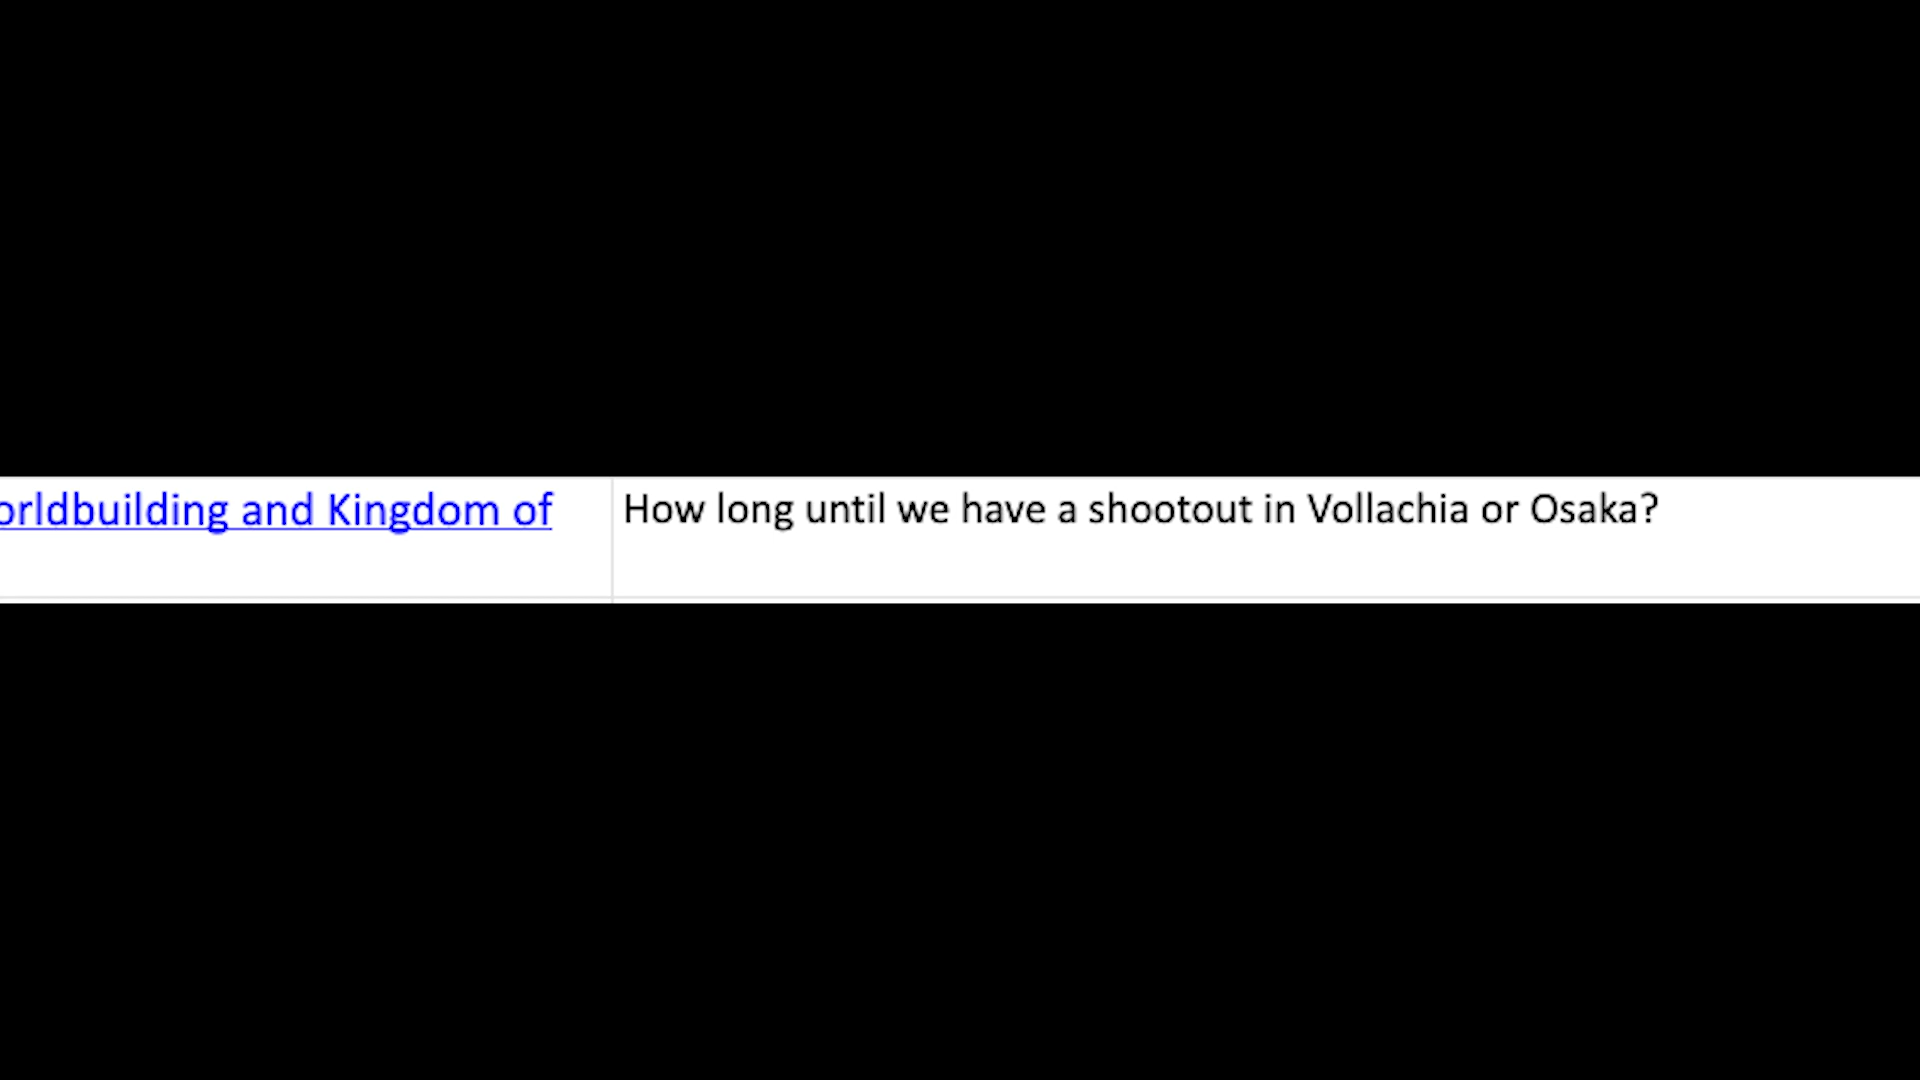 orldbuilding and Kingdom of
How long until we have a shootout in Vollachia or Osaka?